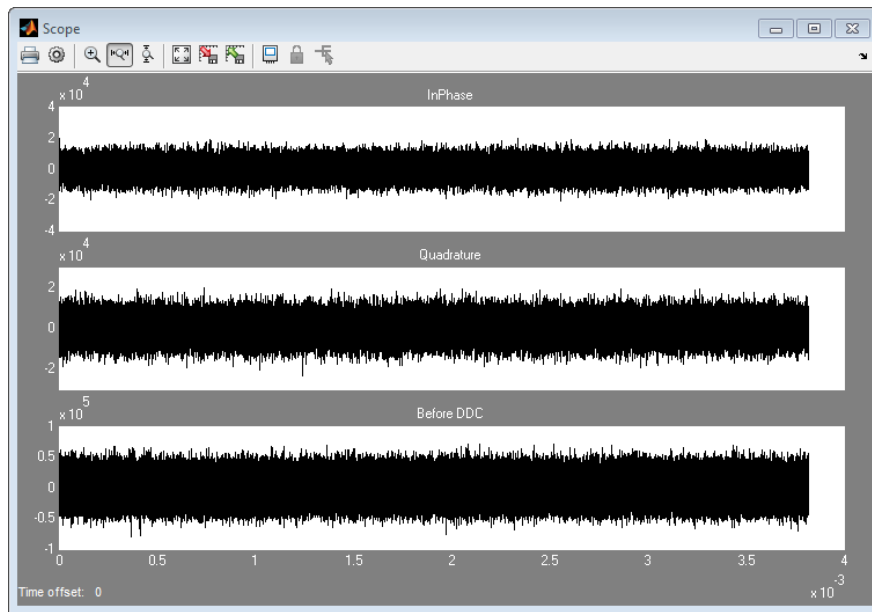 Scope
x 10 4
InPhase
4
2
0
-2
-4
x 10 4
Quadrature
2
0
-2
x 10 5
Before DDC
1
0.5
0
-0.5
-1
0 0.5 1 1.5 2 2.5 3 3.5 4
x 10 -3
Time offset: 0